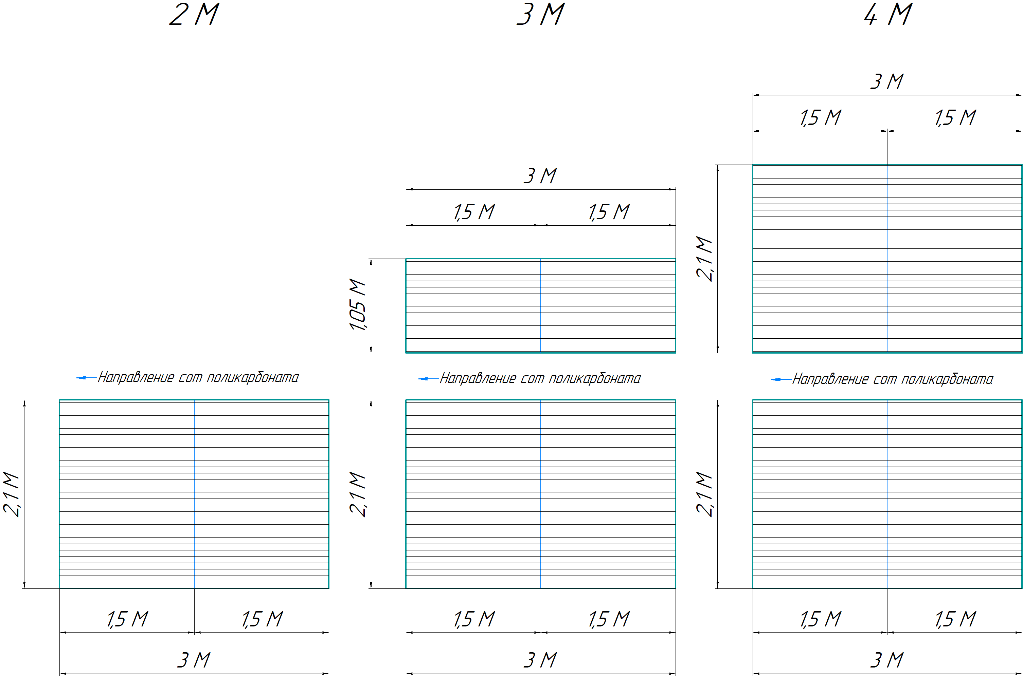 2 М
3 М
4 М
3 М
1,5 М
1,5 М
2,1 М
3 М
1,5 М
1,5 М
1,05 М
Направление сот поликарбоната
Направление сот поликарбоната
Направление сот поликарбоната
2,1 М
2,1 М
2,1 М
1,5 М
1,5 М
1,5 М
1,5 М
1,5 М
1,5 М
3 М
3 М
3 М